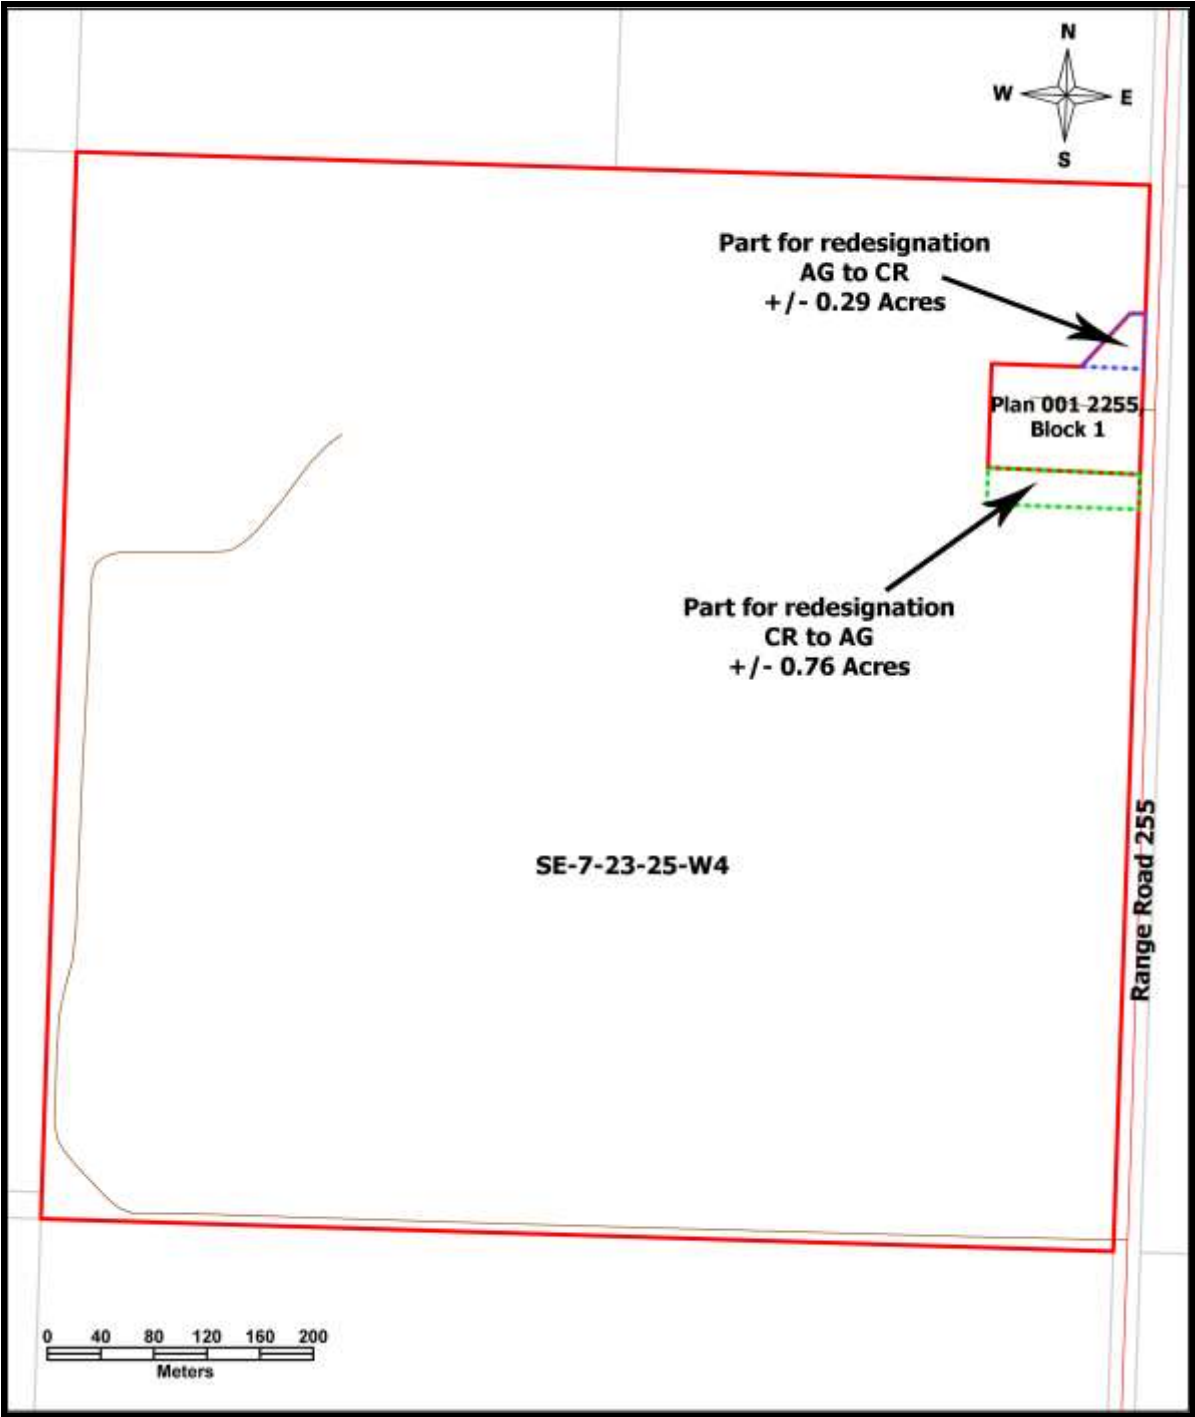 N
W E
S
Part for redesignation
AG to CR
+/- 0.29 Acres
Plan 001 2255,
Block 1
Part for redesignation
CR to AG
+/- 0.76 Acres
SE-7-23-25-W4
Range Road 255
0 40 80 120 160 200
Meters